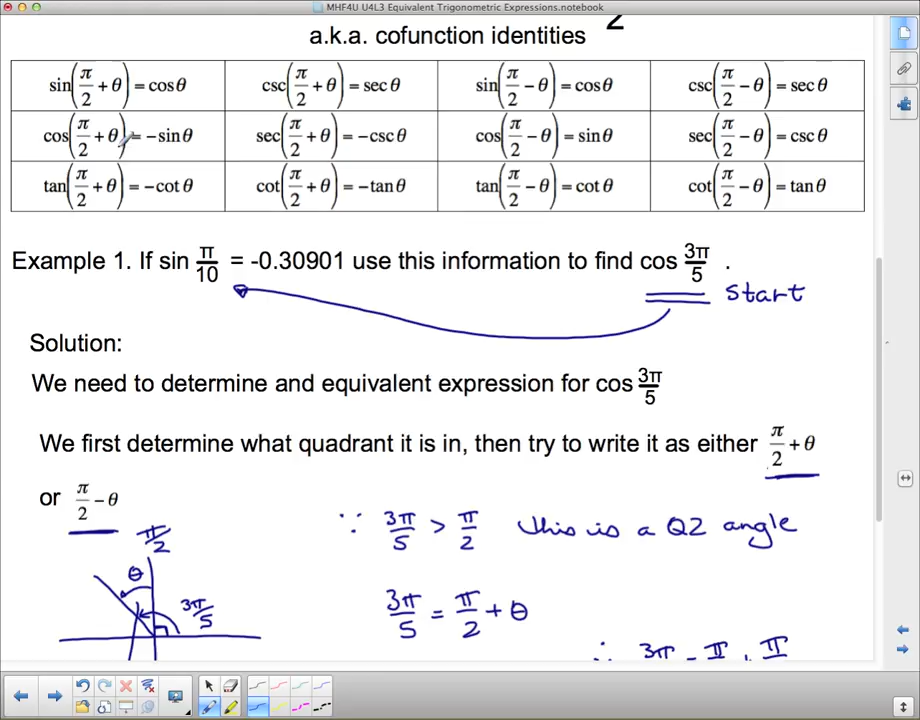 MHF4U U4L3 Equivalent Trigonometric Expressions.notebook
a.k.a. cofunction identities 2
sin(π/2 + θ) = cosθ csc(π/2 + θ) = secθ sin(π/2 − θ) = cosθ csc(π/2 − θ) = secθ
cos(π/2 + θ) = −sinθ sec(π/2 + θ) = −cscθ cos(π/2 − θ) = sinθ sec(π/2 − θ) = cscθ
tan(π/2 + θ) = −cotθ cot(π/2 + θ) = −tanθ tan(π/2 − θ) = cotθ cot(π/2 − θ) = tanθ
Example 1. If sin π/10 = -0.30901 use this information to find cos 3π/5 .
start
Solution:
We need to determine and equivalent expression for cos 3π/5
We first determine what quadrant it is in, then try to write it as either π/2 + θ
or π/2 − θ
∵ 3π/5 > π/2 this is a Q2 angle
π/2
θ
3π/5
3π/5 = π/2 + θ